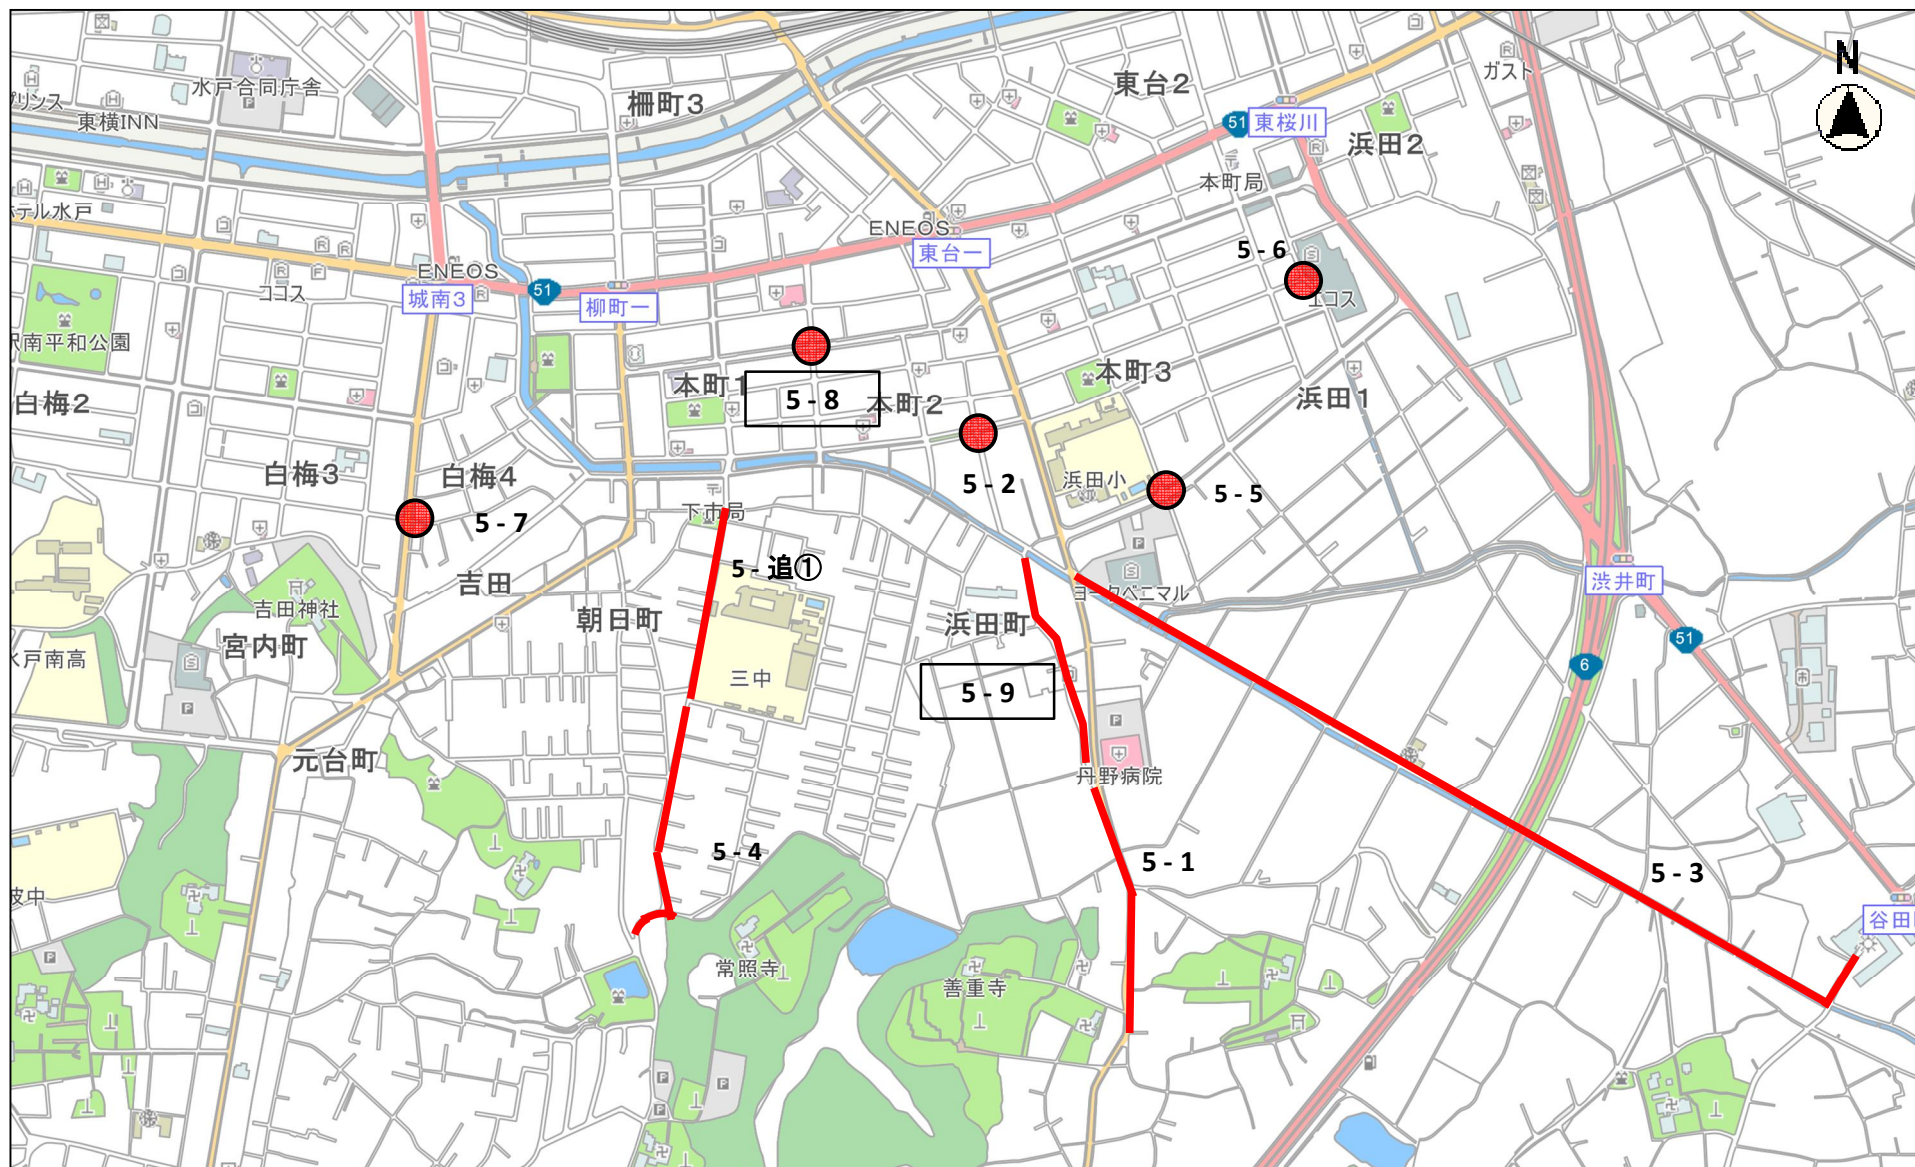 N
ガスト
水戸合同庁舎
プリンス
東横INN
柵町3
東台2
51
東桜川
浜田2
本町局
ホテル水戸
ENEOS
東台一
5-6
ENEOS
城南3
51
柳町一
ココス
エコス
駅南平和公園
本町1
5-8
本町2
本町3
浜田1
白梅2
白梅3
白梅4
5-7
5-2
浜田小
5-5
下市局
5-追①
吉田
吉田神社
朝日町
宮内町
水戸南高
三中
浜田町
5-9
ヨークベニマル
渋井町
51
6
元台町
丹野病院
5-4
5-1
5-3
波中
谷田
常照寺
善重寺